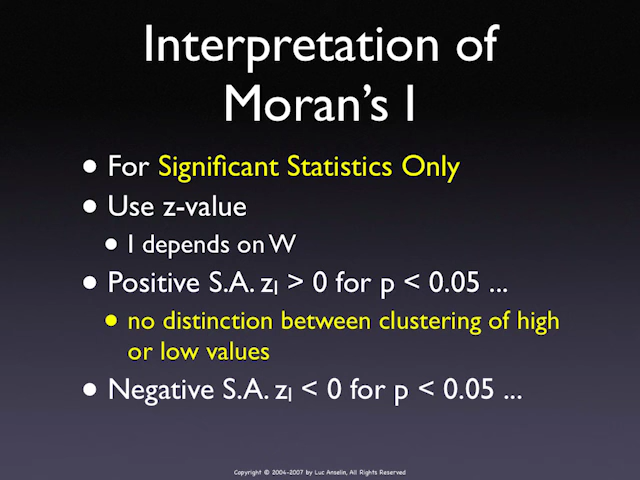 Interpretation of
Moran's I
• For Significant Statistics Only
• Use z-value
• I depends on W
• Positive S.A. zI > 0 for p < 0.05 ...
• no distinction between clustering of high
or low values
• Negative S.A. zI < 0 for p < 0.05 ...
Copyright © 2004-2007 by Luc Anselin, All Rights Reserved